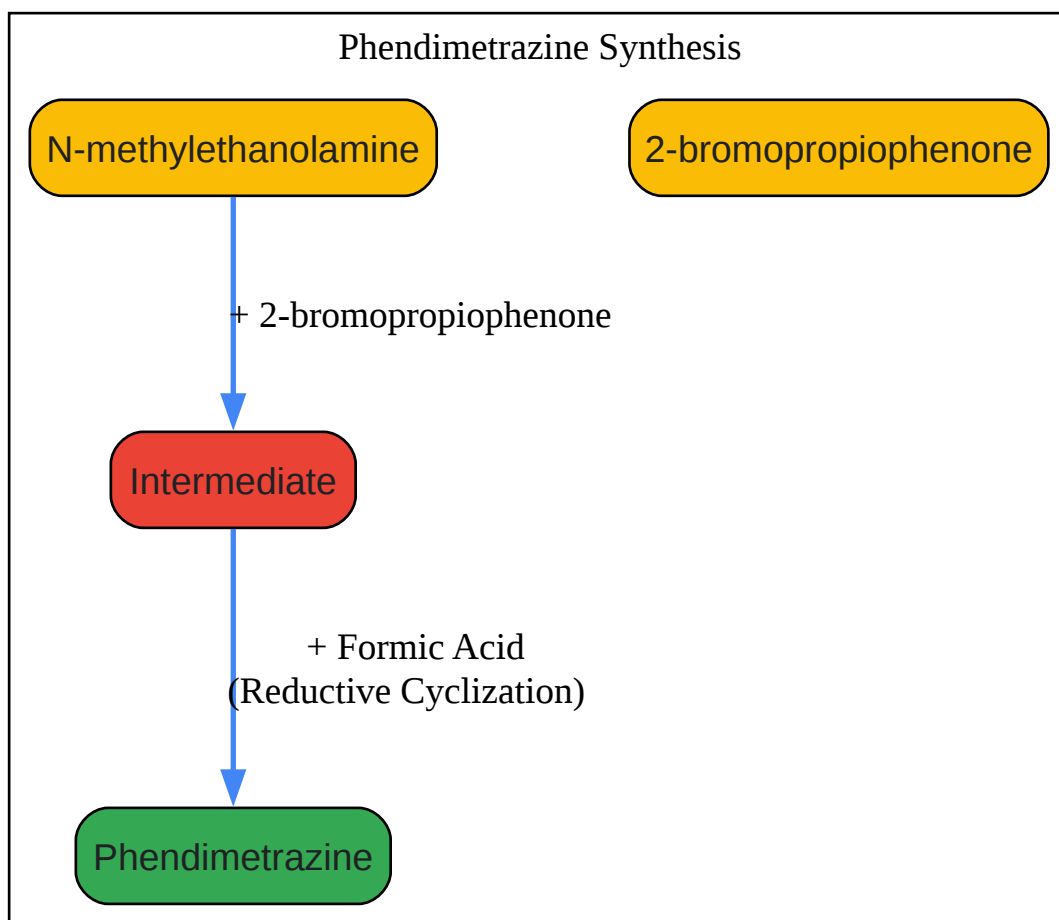 Phendimetrazine Synthesis
N-methylethanolamine
2-bromopropiophenone
+ 2-bromopropiophenone
Intermediate
+ Formic Acid
(Reductive Cyclization)
Phendimetrazine